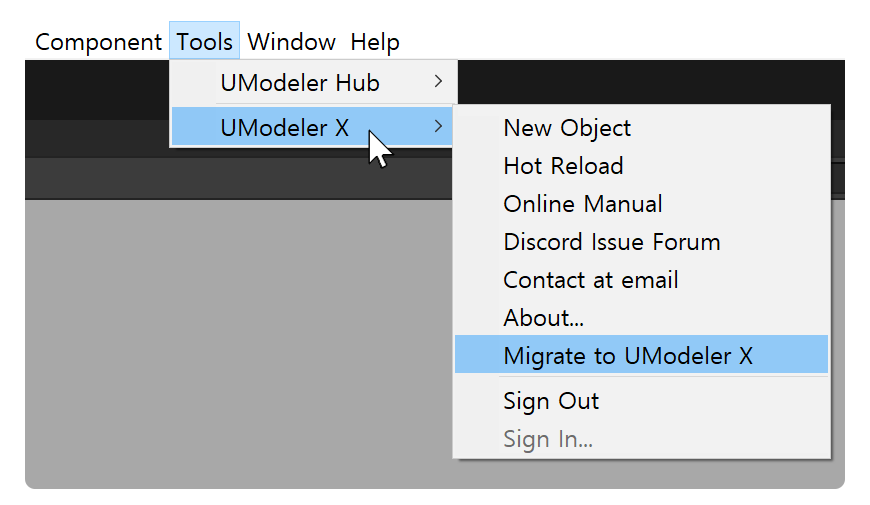 Component Tools Window Help
UModeler Hub
UModeler X
New Object
Hot Reload
Online Manual
Discord Issue Forum
Contact at email
About...
Migrate to UModeler X
Sign Out
Sign In...